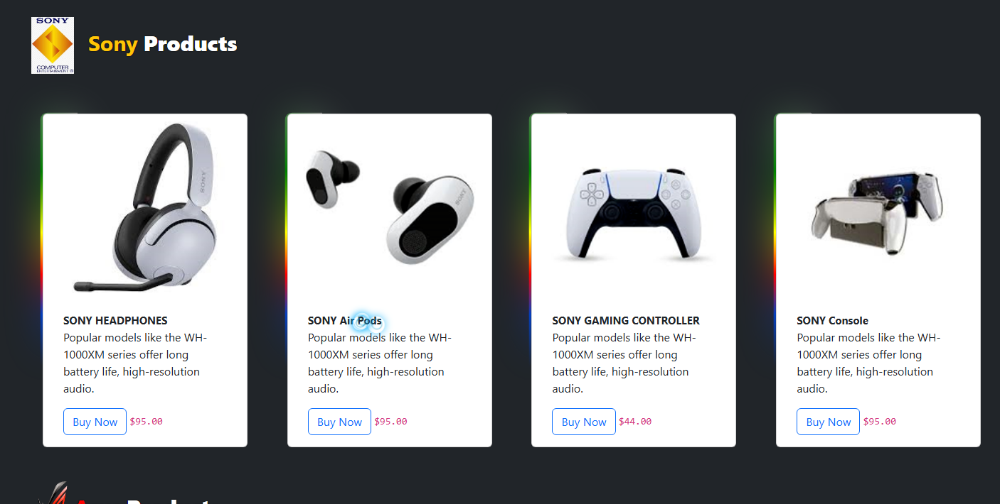 SONY
COMPUTER
ENTERTAINMENT ®
Sony Products
SONY
SONY
SONY HEADPHONES
Popular models like the WH-
1000XM series offer long
battery life, high-resolution
audio.
Buy Now $95.00
SONY Air Pods
Popular models like the WH-
1000XM series offer long
battery life, high-resolution
audio.
Buy Now $95.00
SONY GAMING CONTROLLER
Popular models like the WH-
1000XM series offer long
battery life, high-resolution
audio.
Buy Now $44.00
SONY Console
Popular models like the WH-
1000XM series offer long
battery life, high-resolution
audio.
Buy Now $95.00